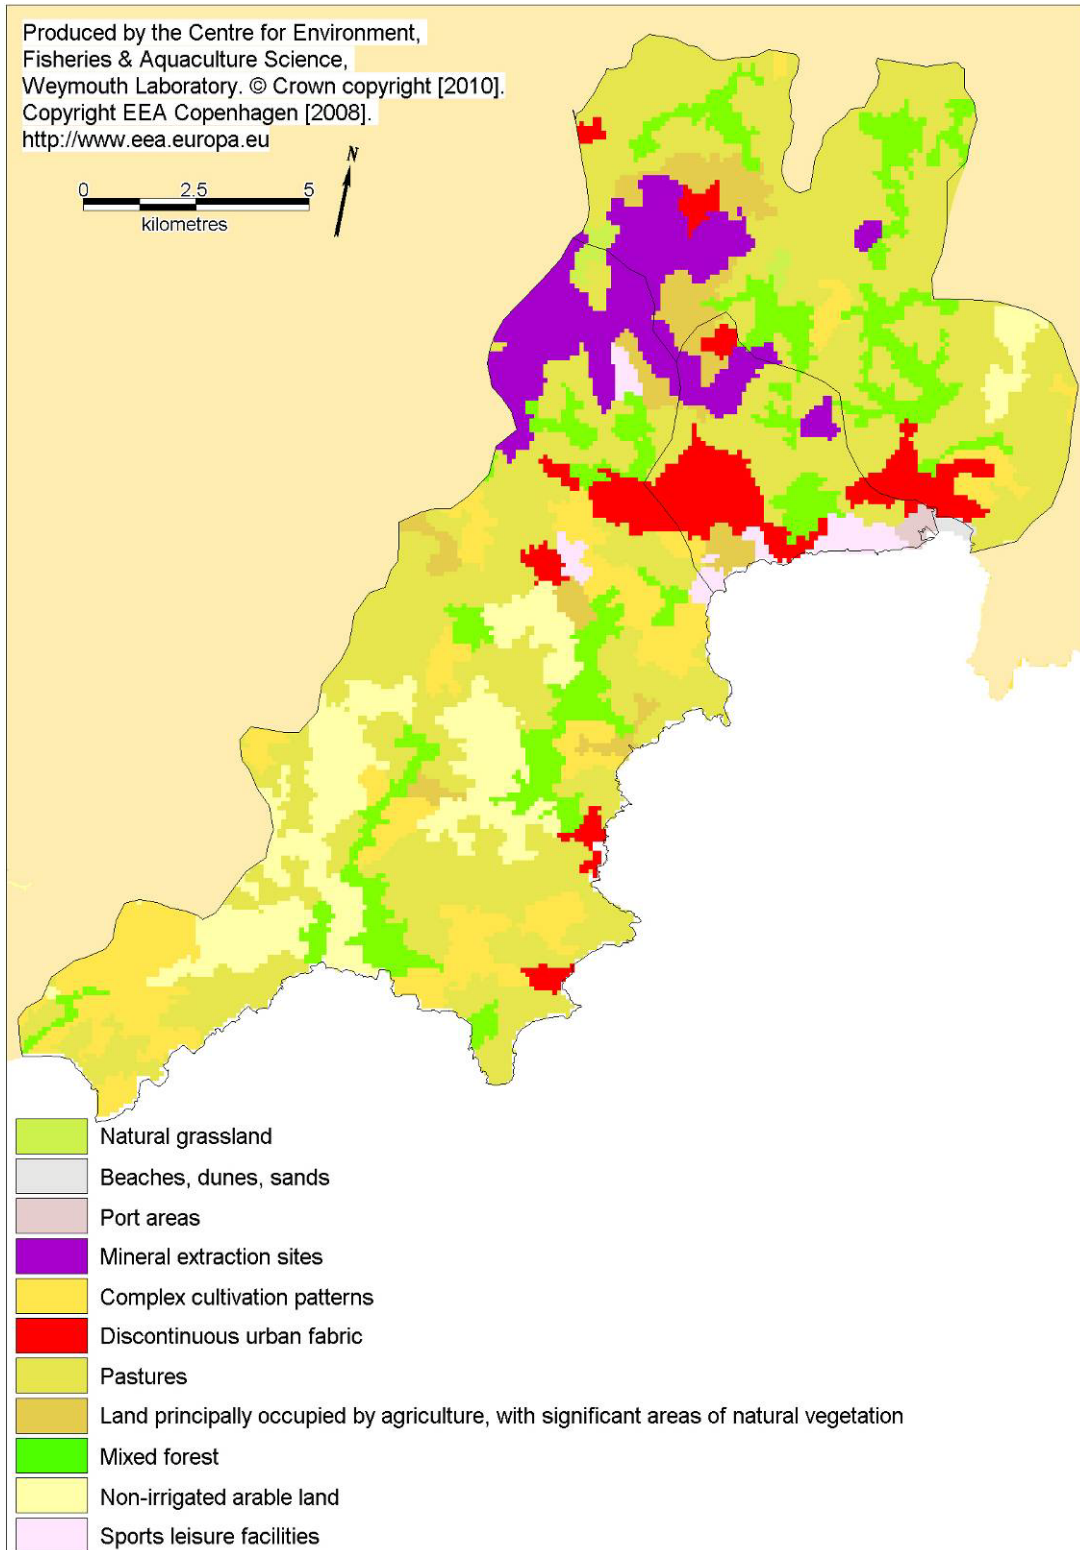 Produced by the Centre for Environment,
Fisheries & Aquaculture Science,
Weymouth Laboratory. © Crown copyright [2010].
Copyright EEA Copenhagen [2008].
http://www.eea.europa.eu
N
0 2.5 5
kilometres
Natural grassland
Beaches, dunes, sands
Port areas
Mineral extraction sites
Complex cultivation patterns
Discontinuous urban fabric
Pastures
Land principally occupied by agriculture, with significant areas of natural vegetation
Mixed forest
Non-irrigated arable land
Sports leisure facilities